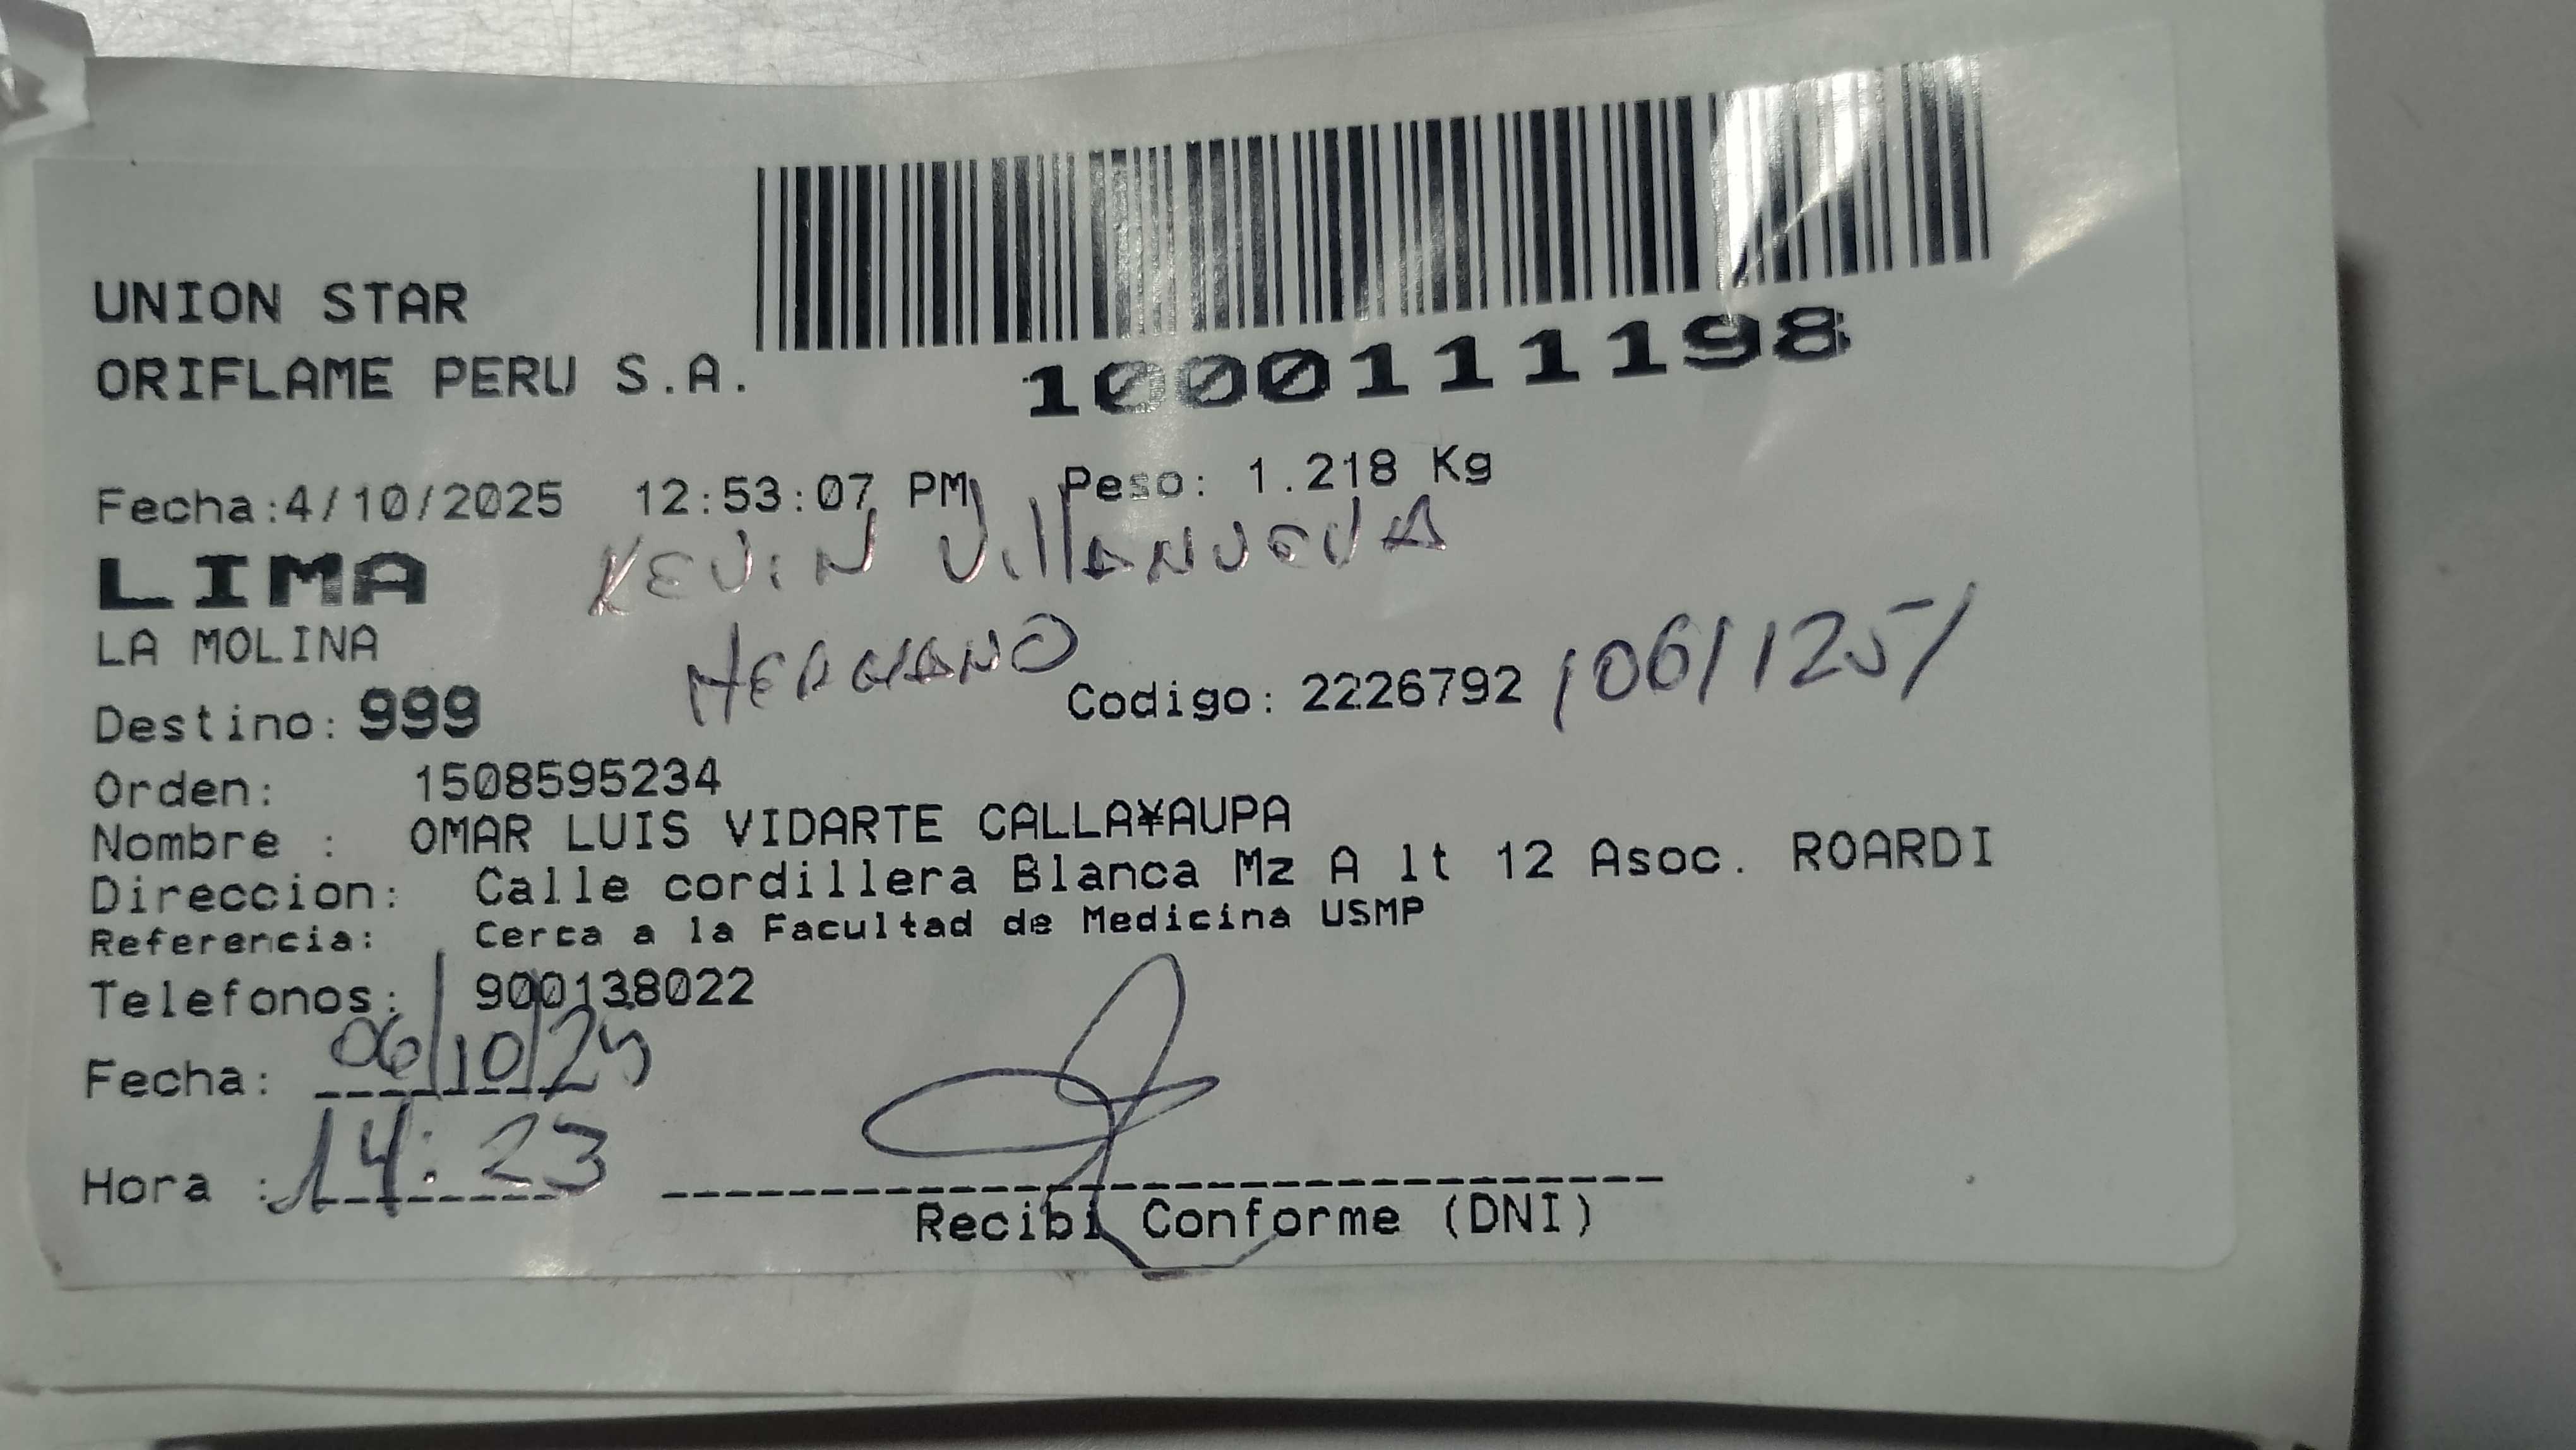 UNION STAR
ORIFLAME PERU S.A.
1000111198
Fecha:4/10/2025 12:53:07 PM Peso: 1.218 Kg
KEVIN VillANUEVA
LIMA
LA MOLINA
HERMANO
Destino: 999
Codigo: 2226792
Orden: 1508595234
Nombre : OMAR LUIS VIDARTE CALLA¥AUPA
Direccion: Calle cordillera Blanca Mz A lt 12 Asoc. ROARDI
Referencia: Cerca a la Facultad de Medicina USMP
Telefonos: 900138022
Fecha: 06/10/25
Hora : 14:23
Recibi Conforme (DNI)